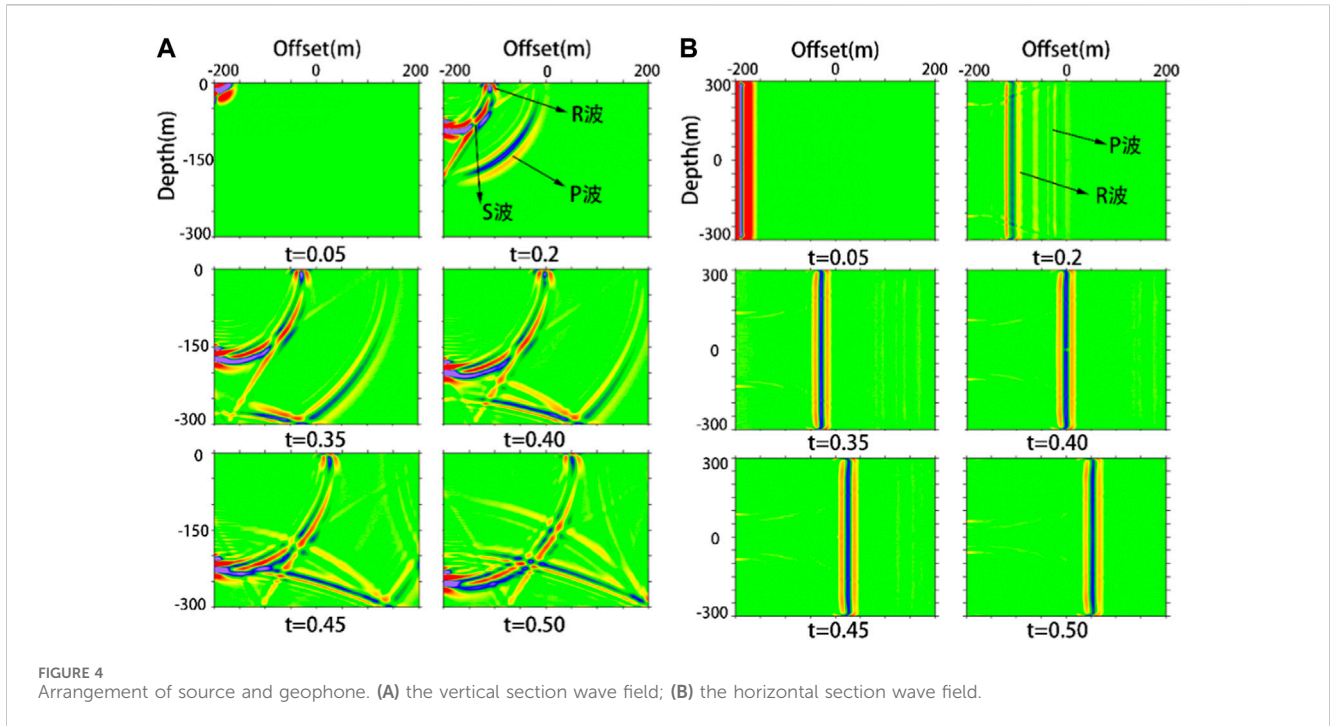 A
Offset(m)
Offset(m)
-200 0 200
-200 0 200
Depth(m)
0
-150
-300
R波
P波
S波
t=0.05
t=0.2
0
-150
-300
t=0.35
t=0.40
0
-150
-300
t=0.45
t=0.50
B
Offset(m)
Offset(m)
-200 0 200
-200 0 200
Depth(m)
300
0
-300
P波
R波
t=0.05
t=0.2
300
0
-300
t=0.35
t=0.40
300
0
-300
t=0.45
t=0.50
FIGURE 4
Arrangement of source and geophone. (A) the vertical section wave field; (B) the horizontal section wave field.